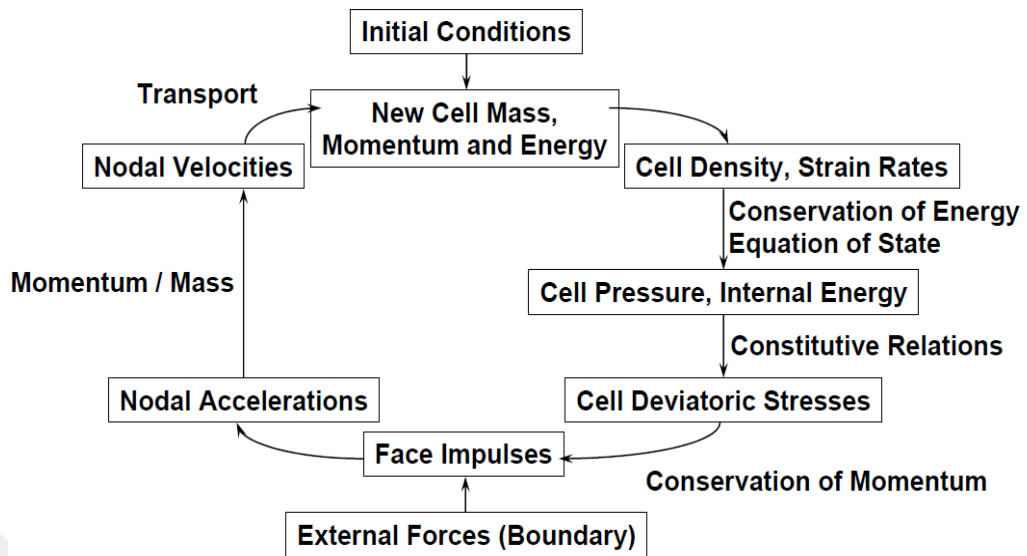 Initial Conditions
Transport
New Cell Mass,
Momentum and Energy
Nodal Velocities
Cell Density, Strain Rates
Conservation of Energy
Equation of State
Momentum / Mass
Cell Pressure, Internal Energy
Constitutive Relations
Nodal Accelerations
Cell Deviatoric Stresses
Face Impulses
Conservation of Momentum
External Forces (Boundary)